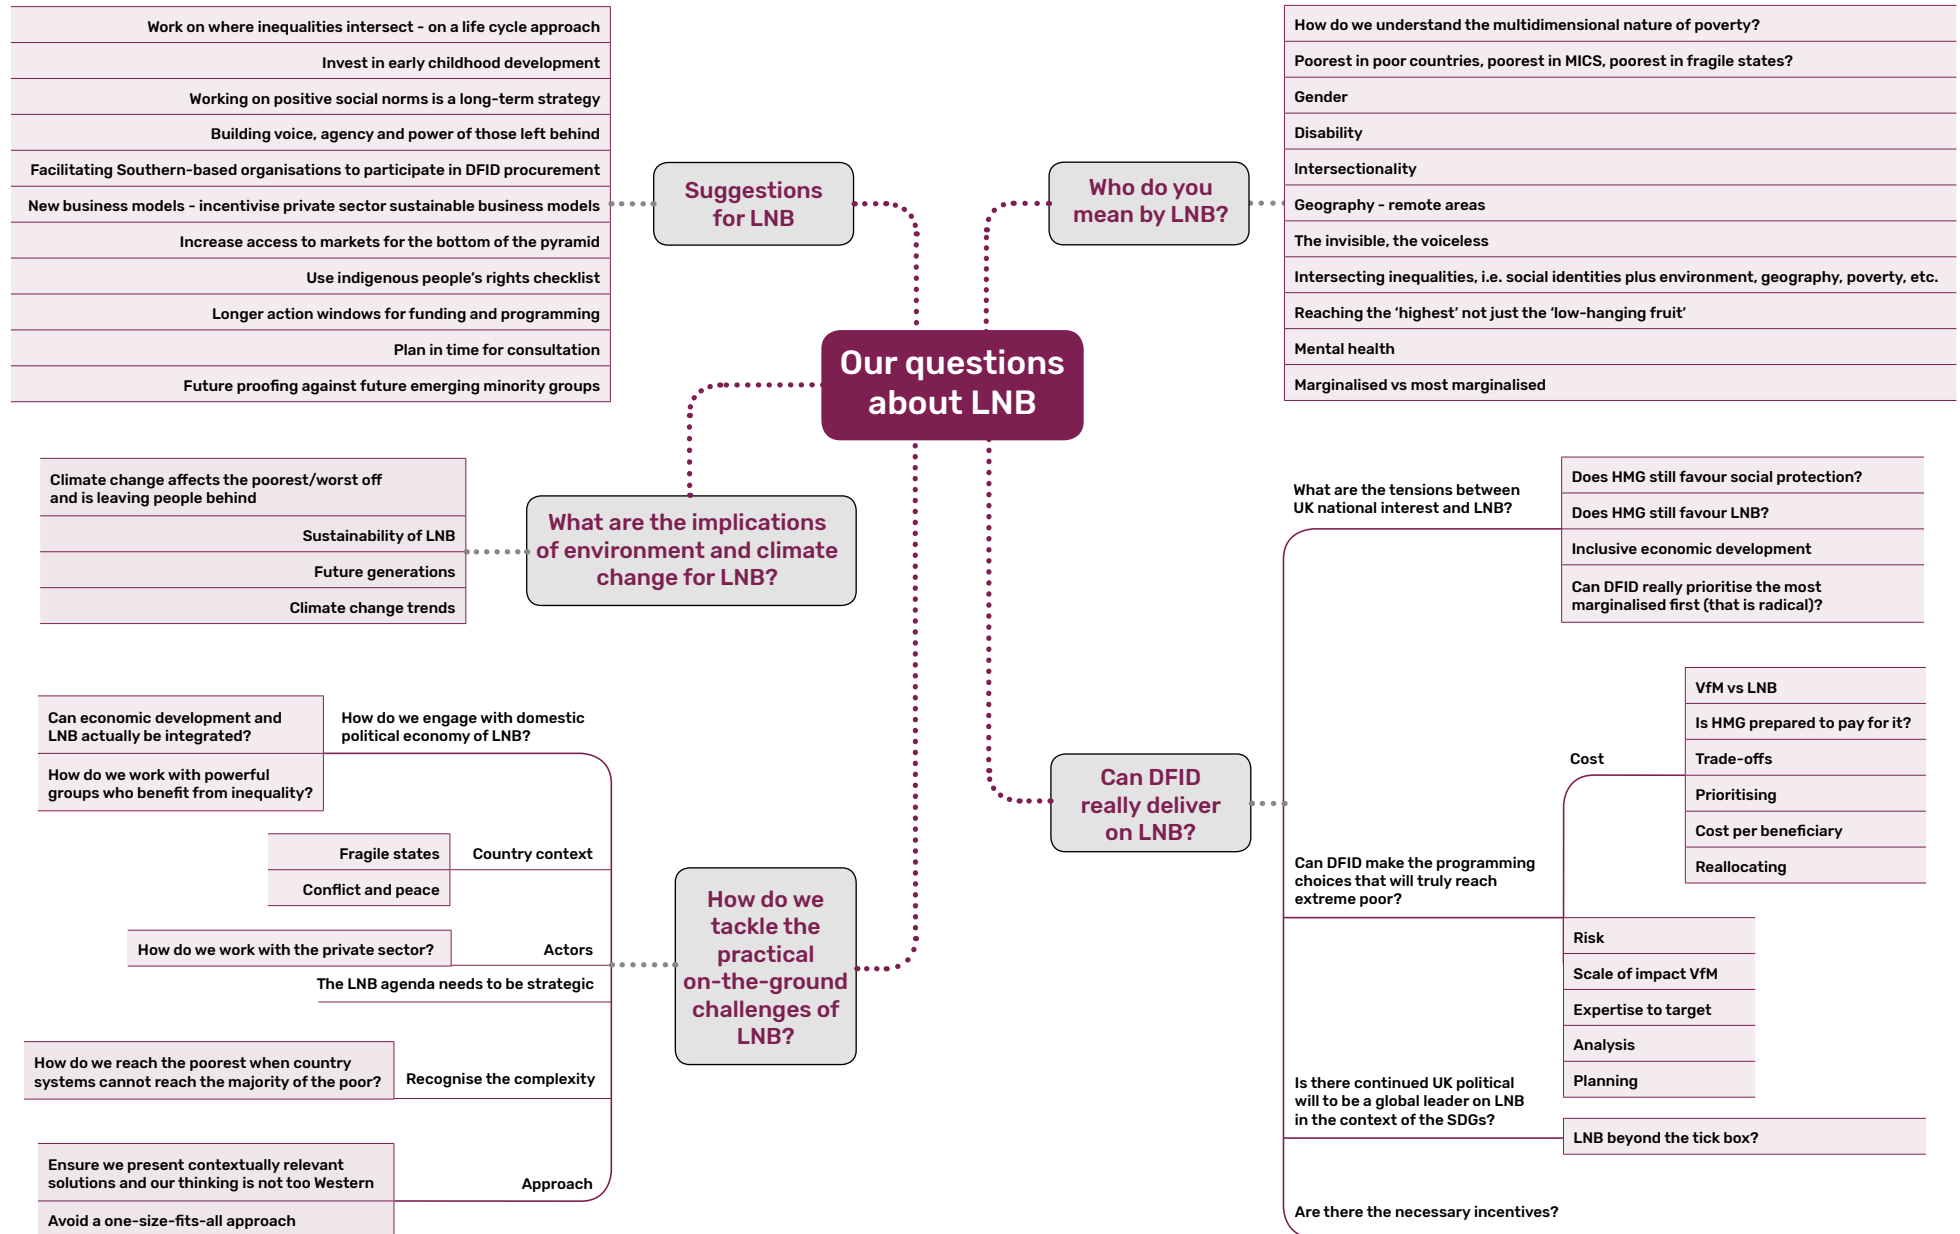 Our questions
about LNB
Suggestions
for LNB
Work on where inequalities intersect - on a life cycle approach
Invest in early childhood development
Working on positive social norms is a long-term strategy
Building voice, agency and power of those left behind
Facilitating Southern-based organisations to participate in DFID procurement
New business models - incentivise private sector sustainable business models
Increase access to markets for the bottom of the pyramid
Use indigenous people's rights checklist
Longer action windows for funding and programming
Plan in time for consultation
Future proofing against future emerging minority groups
Who do you
mean by LNB?
How do we understand the multidimensional nature of poverty?
Poorest in poor countries, poorest in MICS, poorest in fragile states?
Gender
Disability
Intersectionality
Geography - remote areas
The invisible, the voiceless
Intersecting inequalities, i.e. social identities plus environment, geography, poverty, etc.
Reaching the 'highest' not just the 'low-hanging fruit'
Mental health
Marginalised vs most marginalised
What are the implications
of environment and climate
change for LNB?
Climate change affects the poorest/worst off
and is leaving people behind
Sustainability of LNB
Future generations
Climate change trends
How do we
tackle the
practical
on-the-ground
challenges of
LNB?
How do we engage with domestic
political economy of LNB?
Can economic development and
LNB actually be integrated?
How do we work with powerful
groups who benefit from inequality?
Country context
Fragile states
Conflict and peace
Actors
How do we work with the private sector?
The LNB agenda needs to be strategic
Recognise the complexity
How do we reach the poorest when country
systems cannot reach the majority of the poor?
Approach
Ensure we present contextually relevant
solutions and our thinking is not too Western
Avoid a one-size-fits-all approach
Can DFID
really deliver
on LNB?
What are the tensions between
UK national interest and LNB?
Does HMG still favour social protection?
Does HMG still favour LNB?
Inclusive economic development
Can DFID really prioritise the most
marginalised first (that is radical)?
Can DFID make the programming
choices that will truly reach
extreme poor?
Cost
VfM vs LNB
Is HMG prepared to pay for it?
Trade-offs
Prioritising
Cost per beneficiary
Reallocating
Risk
Scale of impact VfM
Expertise to target
Analysis
Planning
Is there continued UK political
will to be a global leader on LNB
in the context of the SDGs?
LNB beyond the tick box?
Are there the necessary incentives?